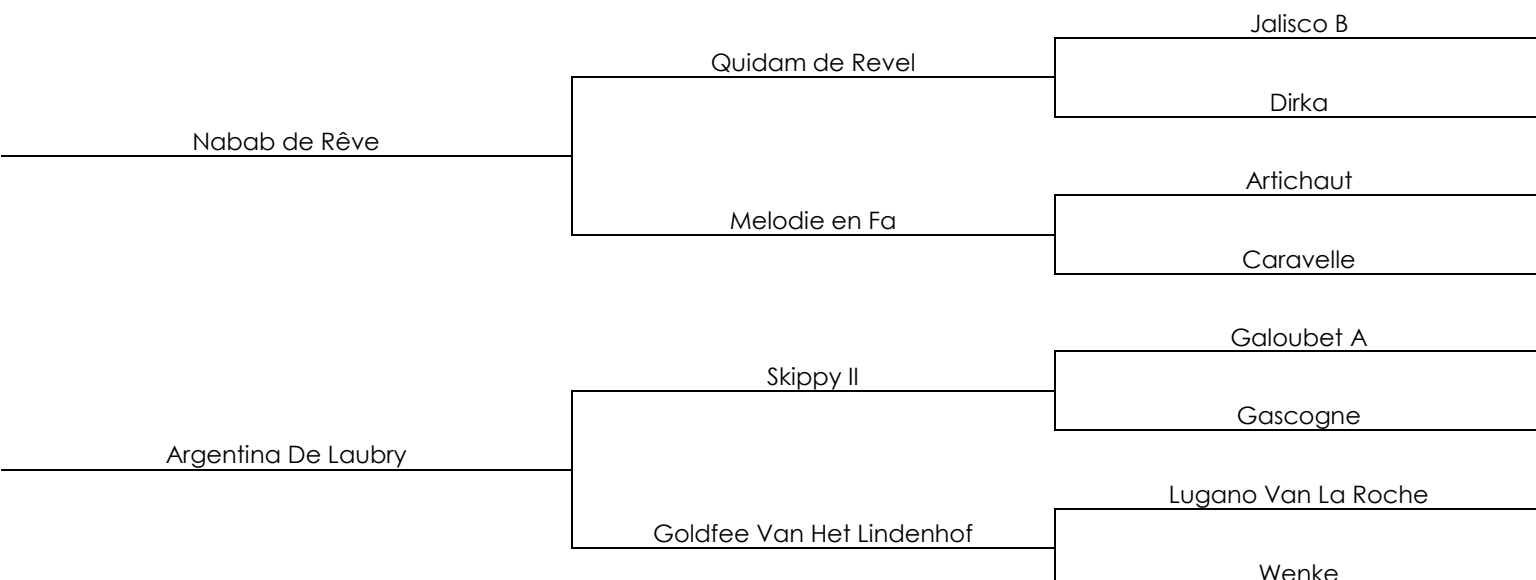 Jalisco B
Quidam de Revel
Dirka
Nabab de Rêve
Artichaut
Melodie en Fa
Caravelle
Galoubet A
Skippy II
Gascogne
Argentina De Laubry
Lugano Van La Roche
Goldfee Van Het Lindenhof
Wenke